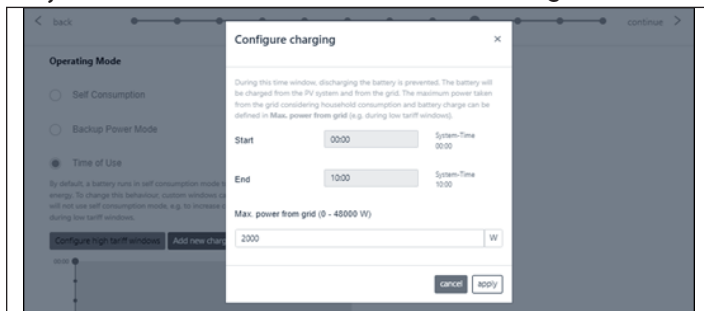 back
continue
Configure charging
×
Operating Mode
Self Consumption
Backup Power Mode
Time of Use
By default, a battery runs in self consumption mode
energy. To change this behaviour, custom windows ca
will not use self consumption mode, e.g. to increase
during low tariff windows.
Configure high tariff windows
Add new charg
00:00
During this time window, discharging the battery is prevented. The battery will
be charged from the PV system and from the grid. The maximum power taken
from the grid considering household consumption and battery charge can be
defined in Max. power from grid (e.g. during low tariff windows).
Start
00:00
System-Time
00:00
End
10:00
System-Time
10:00
Max. power from grid (0 - 48000 W)
2000
W
cancel
apply